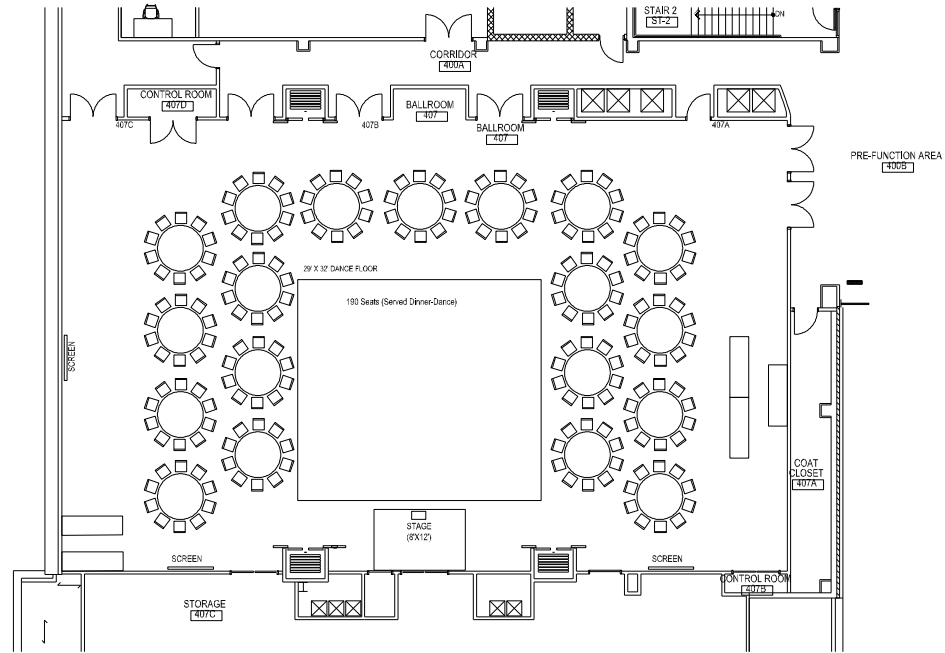 STAIR 2
ST-2
DN
CORRIDOR
400A
CONTROL ROOM
407D
BALLROOM
407
407C
407B
BALLROOM
407
407A
PRE-FUNCTION AREA
400B
29' X 32' DANCE FLOOR
190 Seats (Served Dinner-Dance)
SCREEN
COAT
CLOSET
407A
STAGE
(8'X12')
SCREEN
SCREEN
CONTROL ROOM
407B
STORAGE
407C